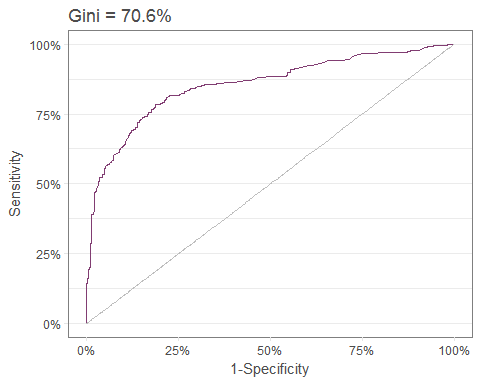 Gini = 70.6%
100%
75%
50%
25%
0%
Sensitivity
0% 25% 50% 75% 100%
1-Specificity